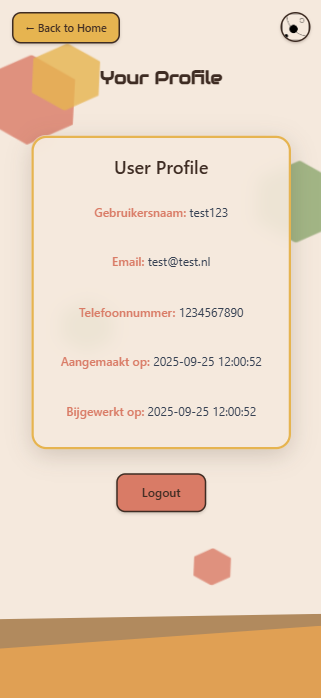 ← Back to Home
Your Profile
User Profile
Gebruikersnaam: test123
Email: test@test.nl
Telefoonnummer: 1234567890
Aangemaakt op: 2025-09-25 12:00:52
Bijgewerkt op: 2025-09-25 12:00:52
Logout